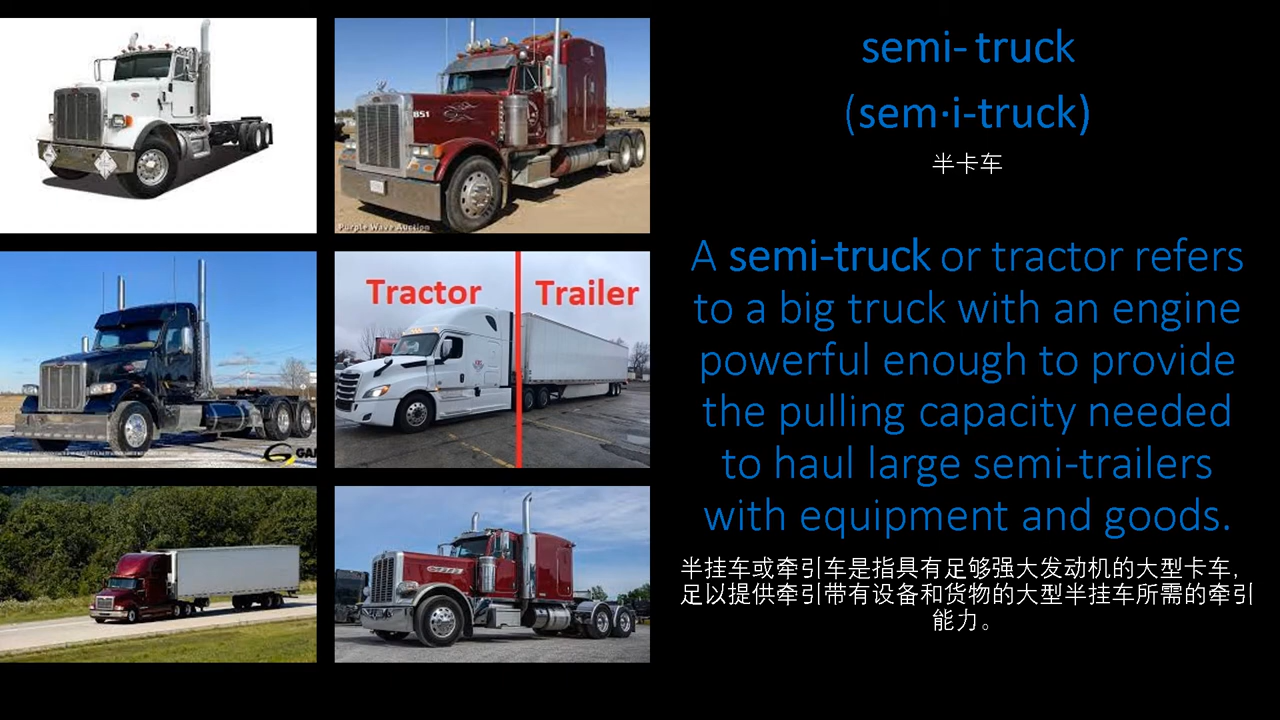 semi- truck
(sem·i-truck)
半卡车
A semi-truck or tractor refers
to a big truck with an engine
powerful enough to provide
the pulling capacity needed
to haul large semi-trailers
with equipment and goods.
半挂车或牵引车是指具有足够强大发动机的大型卡车,
足以提供牵引带有设备和货物的大型半挂车所需的牵引
能力。
851
Purple Wave Auction
Tractor
Trailer